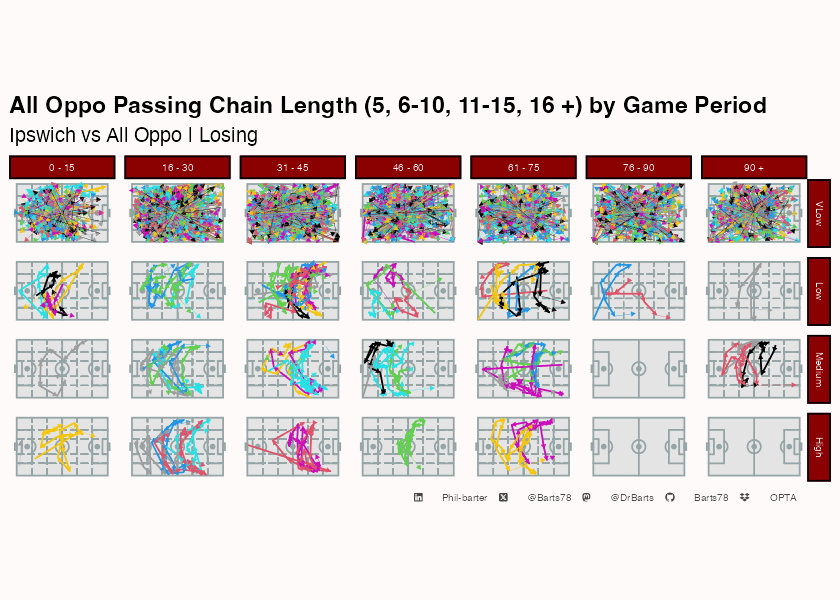 All Oppo Passing Chain Length (5, 6-10, 11-15, 16 +) by Game Period
Ipswich vs All Oppo | Losing
0 - 15 16 - 30 31 - 45 46 - 60 61 - 75 76 - 90 90 +
VLow
Low
Medium
High
Phil-barter @Barts78 @DrBarts Barts78 OPTA